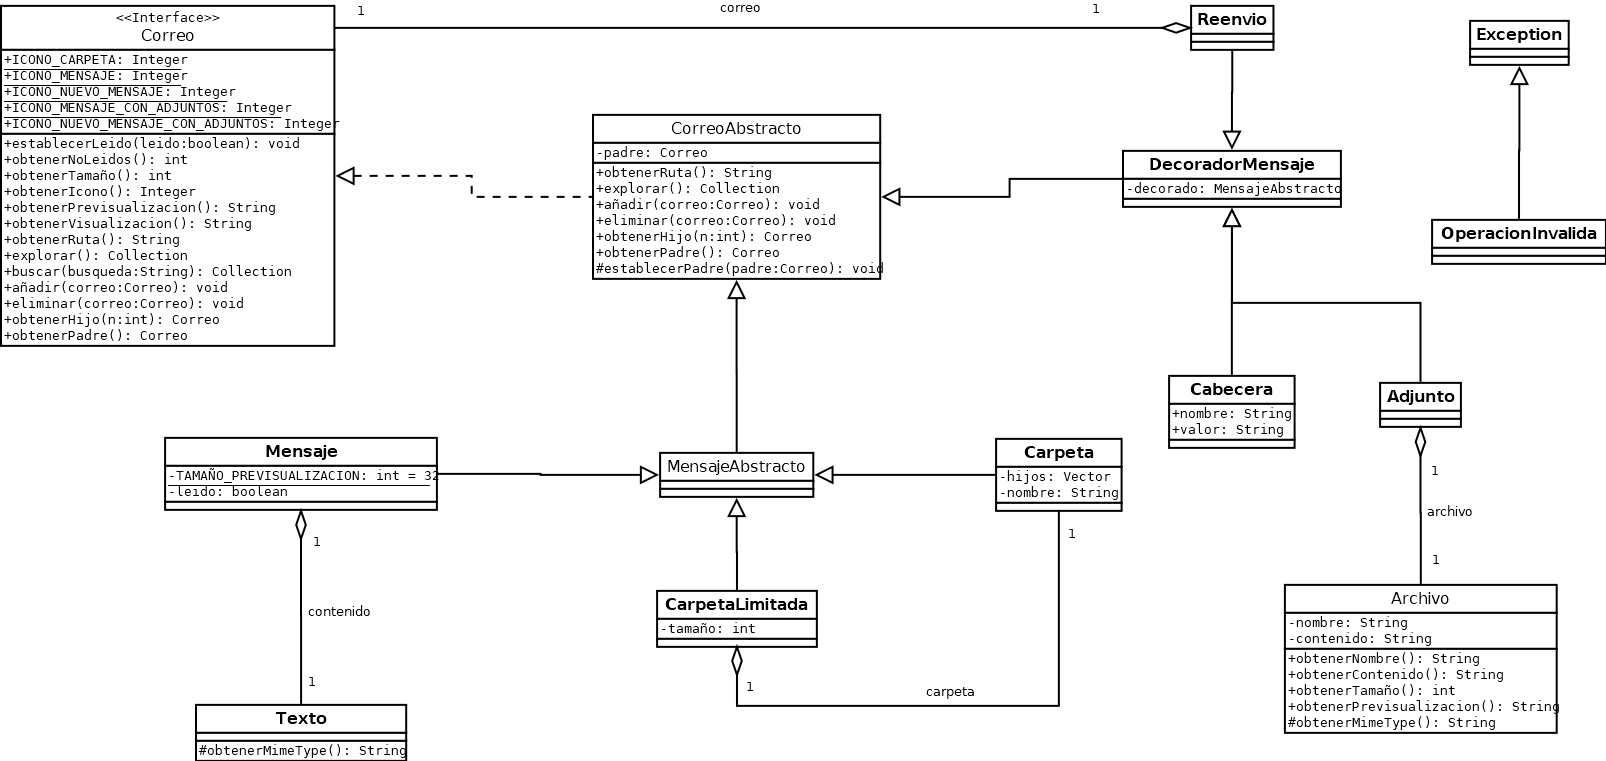 <<Interface>>
Correo
+ICONO_CARPETA: Integer
+ICONO_MENSAJE: Integer
+ICONO_NUEVO_MENSAJE: Integer
+ICONO_MENSAJE_CON_ADJUNTOS: Integer
+ICONO_NUEVO_MENSAJE_CON_ADJUNTOS: Integer
+establecerLeido(leido:boolean): void
+obtenerNoLeidos(): int
+obtenerTamaño(): int
+obtenerIcono(): Integer
+obtenerPrevisualizacion(): String
+obtenerVisualizacion(): String
+obtenerRuta(): String
+explorar(): Collection
+buscar(busqueda:String): Collection
+añadir(correo:Correo): void
+eliminar(correo:Correo): void
+obtenerHijo(n:int): Correo
+obtenerPadre(): Correo
1
correo
1
Reenvio
Exception
OperacionInvalida
CorreoAbstracto
-padre: Correo
+obtenerRuta(): String
+explorar(): Collection
+añadir(correo:Correo): void
+eliminar(correo:Correo): void
+obtenerHijo(n:int): Correo
+obtenerPadre(): Correo
#establecerPadre(padre:Correo): void
DecoradorMensaje
-decorado: MensajeAbstracto
Cabecera
+nombre: String
+valor: String
Adjunto
1
archivo
1
Archivo
-nombre: String
-contenido: String
+obtenerNombre(): String
+obtenerContenido(): String
+obtenerTamaño(): int
+obtenerPrevisualizacion(): String
#obtenerMimeType(): String
Mensaje
-TAMAÑO_PREVISUALIZACION: int = 32
-leido: boolean
1
contenido
1
Texto
#obtenerMimeType(): String
MensajeAbstracto
Carpeta
-hijos: Vector
-nombre: String
1
CarpetaLimitada
-tamaño: int
1
carpeta